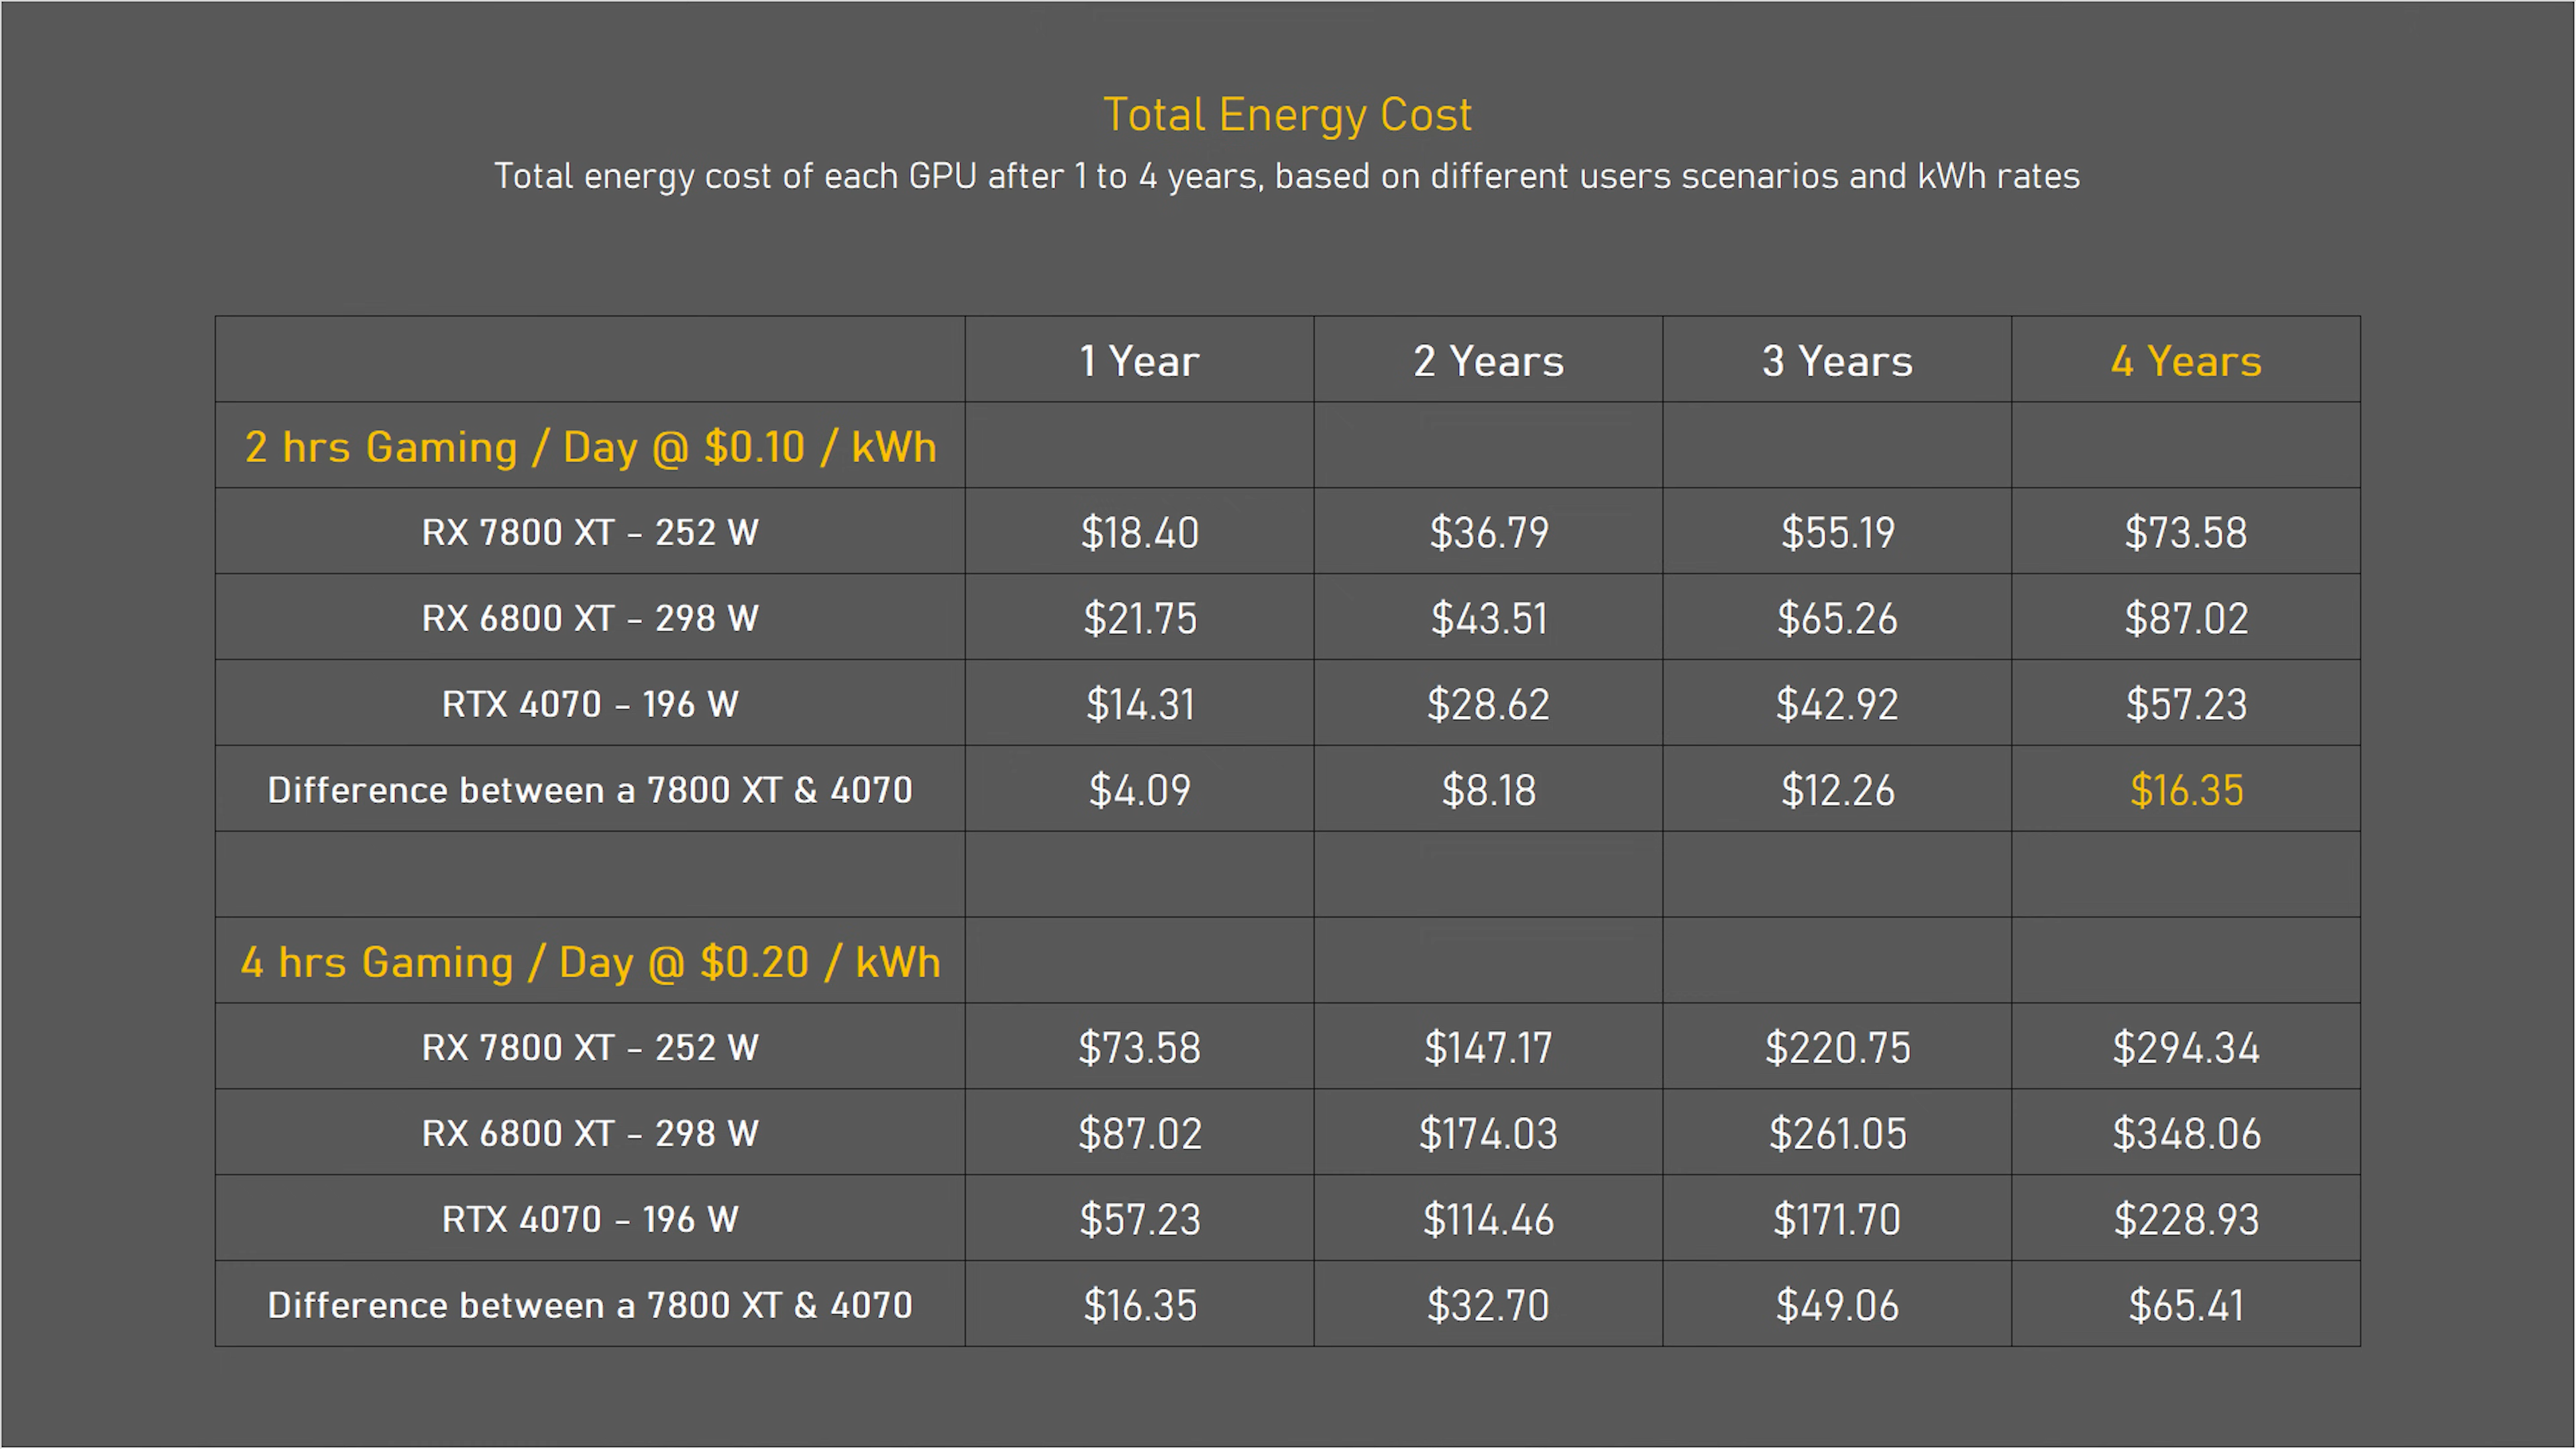 Total Energy Cost
Total energy cost of each GPU after 1 to 4 years, based on different users scenarios and kWh rates
1 Year 2 Years 3 Years 4 Years
2 hrs Gaming / Day @ $0.10 / kWh
RX 7800 XT - 252 W $18.40 $36.79 $55.19 $73.58
RX 6800 XT - 298 W $21.75 $43.51 $65.26 $87.02
RTX 4070 - 196 W $14.31 $28.62 $42.92 $57.23
Difference between a 7800 XT & 4070 $4.09 $8.18 $12.26 $16.35
4 hrs Gaming / Day @ $0.20 / kWh
RX 7800 XT - 252 W $73.58 $147.17 $220.75 $294.34
RX 6800 XT - 298 W $87.02 $174.03 $261.05 $348.06
RTX 4070 - 196 W $57.23 $114.46 $171.70 $228.93
Difference between a 7800 XT & 4070 $16.35 $32.70 $49.06 $65.41